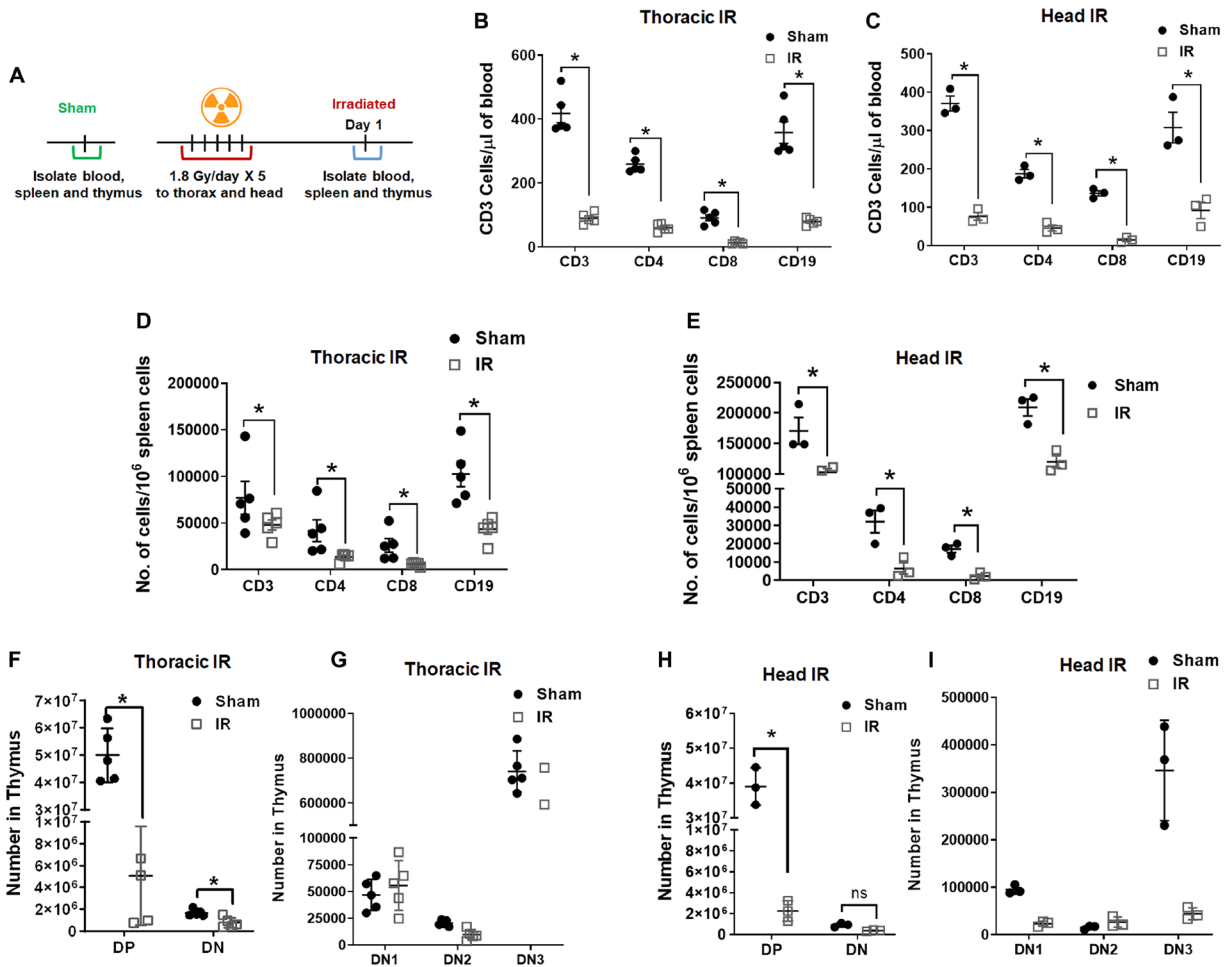 A
Sham
Irradiated
Day 1
Isolate blood,
spleen and thymus
1.8 Gy/day X 5
to thorax and head
Isolate blood,
spleen and thymus
B
Thoracic IR
Sham
IR
CD3 Cells/µl of blood
600
400
200
0
*
*
*
*
CD3
CD4
CD8
CD19
C
Head IR
Sham
IR
CD3 Cells/µl of blood
500
400
300
200
100
0
*
*
*
*
CD3
CD4
CD8
CD19
D
Thoracic IR
Sham
IR
No. of cells/10⁶ spleen cells
200000
150000
100000
50000
0
*
*
*
*
CD3
CD4
CD8
CD19
E
Head IR
Sham
IR
No. of cells/10⁶ spleen cells
250000
200000
150000
100000
50000
40000
30000
20000
10000
0
*
*
*
*
CD3
CD4
CD8
CD19
F
Thoracic IR
Sham
IR
Number in Thymus
7×10⁷
6×10⁷
5×10⁷
4×10⁷
3×10⁷
1×10⁷
8×10⁶
6×10⁶
4×10⁶
2×10⁶
0
*
*
DP
DN
G
Thoracic IR
Sham
IR
Number in Thymus
1000000
800000
600000
100000
75000
50000
25000
0
DN1
DN2
DN3
H
Head IR
Sham
IR
Number in Thymus
6×10⁷
5×10⁷
4×10⁷
3×10⁷
1×10⁷
8×10⁶
6×10⁶
4×10⁶
2×10⁶
0
*
ns
DP
DN
I
Head IR
Sham
IR
Number in Thymus
500000
400000
300000
200000
100000
0
DN1
DN2
DN3